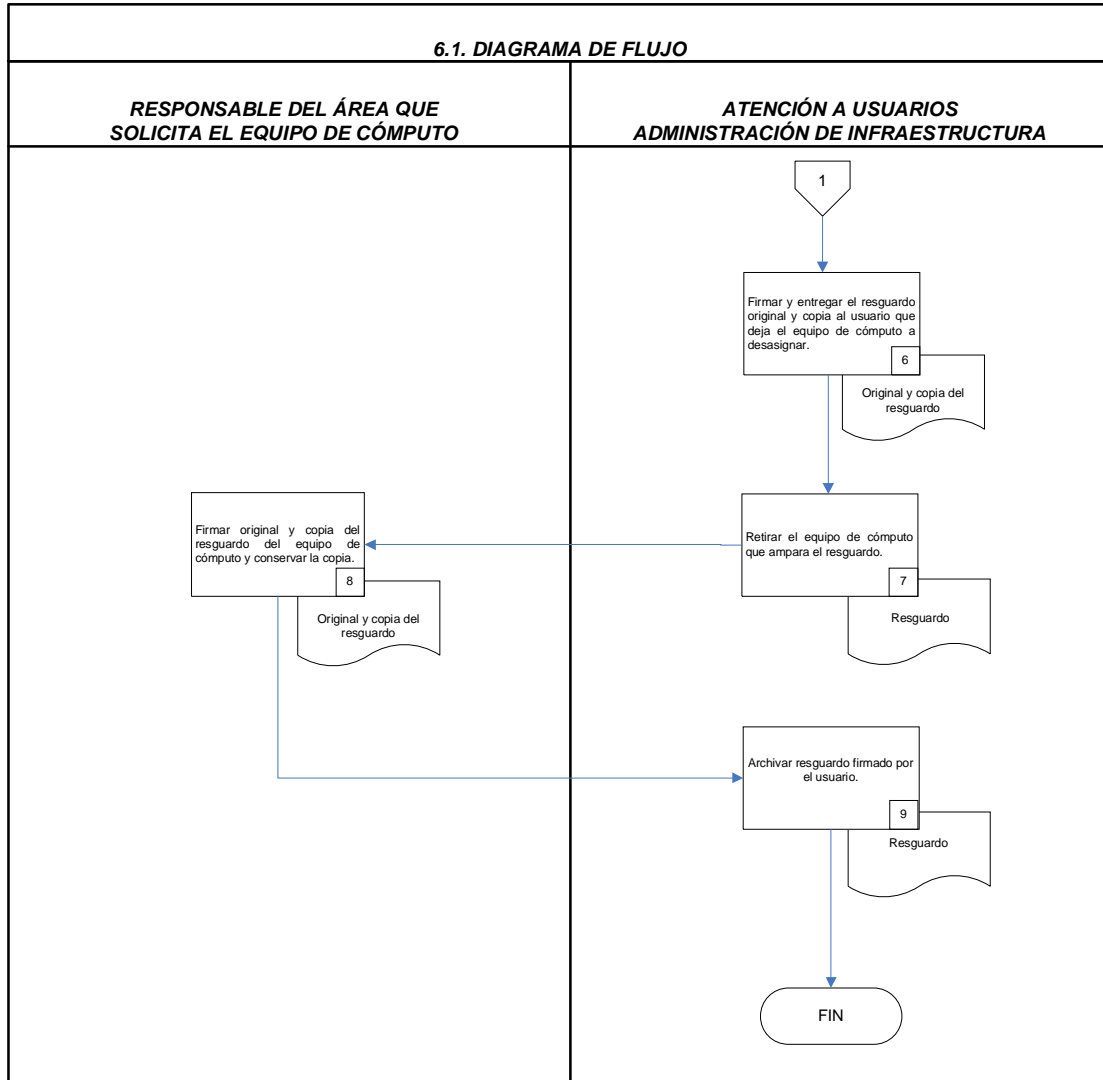 6.1. DIAGRAMA DE FLUJO
RESPONSABLE DEL ÁREA QUE
SOLICITA EL EQUIPO DE CÓMPUTO
ATENCIÓN A USUARIOS
ADMINISTRACIÓN DE INFRAESTRUCTURA
1
Firmar y entregar el resguardo
original y copia al usuario que
deja el equipo de cómputo a
desasignar.
6
Original y copia del
resguardo
Retirar el equipo de cómputo
que ampara el resguardo.
7
Resguardo
Firmar original y copia del
resguardo del equipo de
cómputo y conservar la copia.
8
Original y copia del
resguardo
Archivar resguardo firmado por
el usuario.
9
Resguardo
FIN